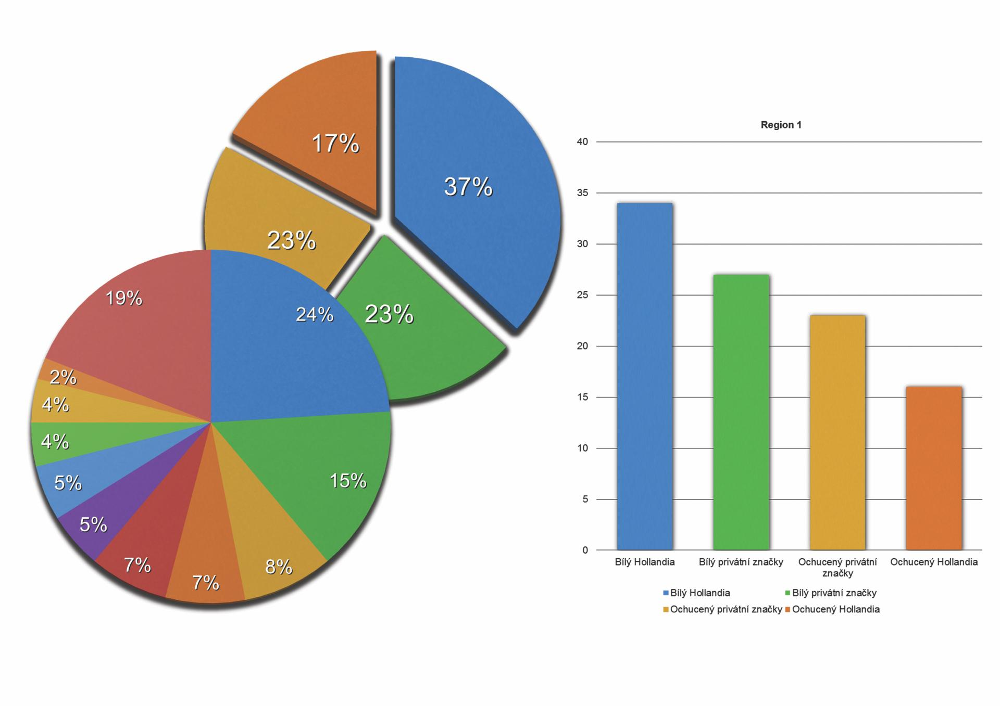 17%
37%
23%
23%
19%
24%
2%
4%
4%
5%
5%
7%
7%
8%
15%
Region 1
40
35
30
25
20
15
10
5
0
Bílý Hollandia
Bílý privátní značky
Ochucený privátní
značky
Ochucený Hollandia
Bílý Hollandia
Bílý privátní značky
Ochucený privátní značky
Ochucený Hollandia